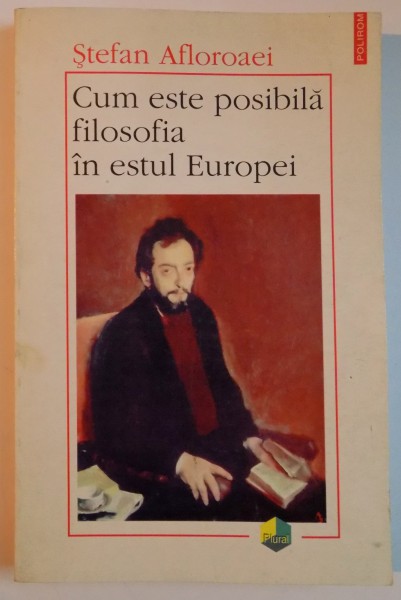 POLIROM
Ştefan Afloroaei
Cum este posibilă
filosofia
în estul Europei
Plural